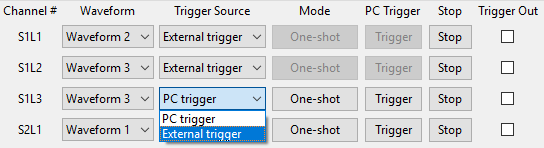 Channel # Waveform Trigger Source Mode PC Trigger Stop Trigger Out
S1L1 Waveform 2 External trigger One-shot Trigger Stop
S1L2 Waveform 3 External trigger One-shot Trigger Stop
S1L3 Waveform 3 PC trigger One-shot Trigger Stop
PC trigger
S2L1 Waveform 1 External trigger One-shot Trigger Stop